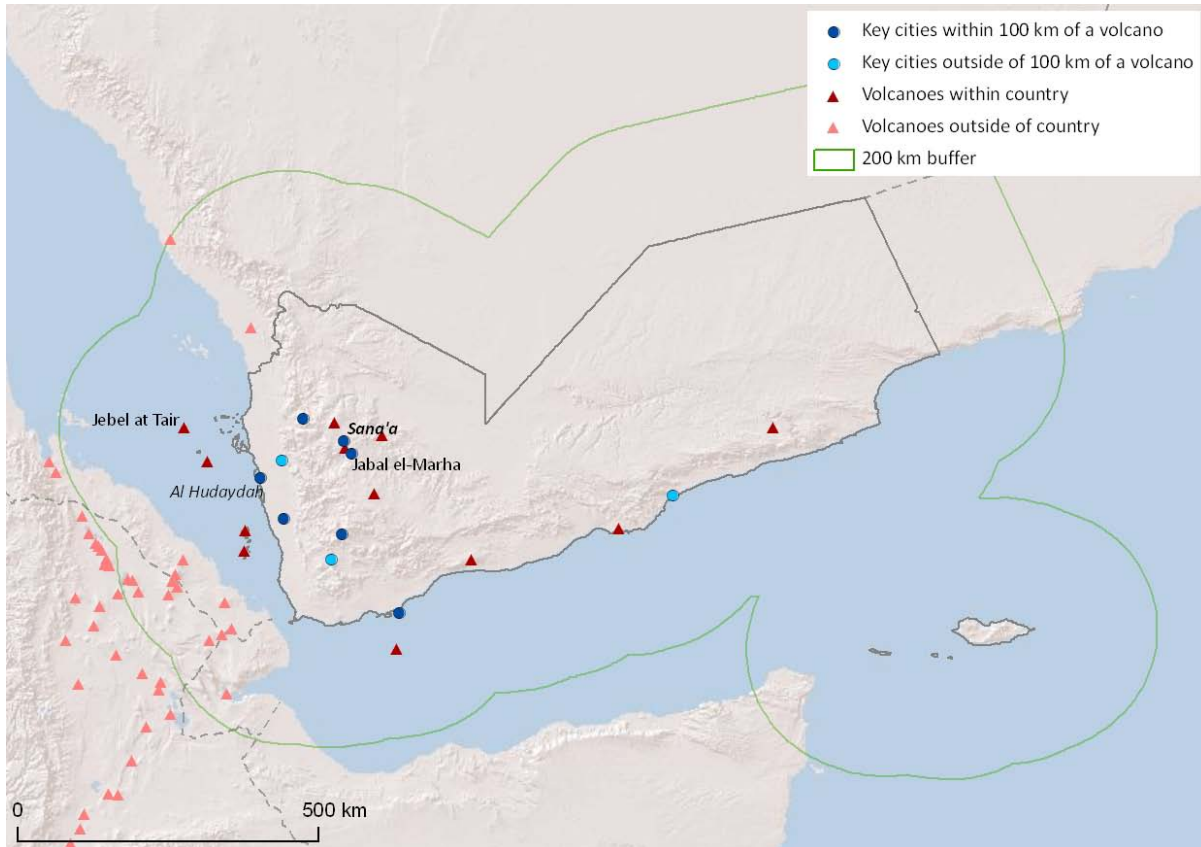 Key cities within 100 km of a volcano
Key cities outside of 100 km of a volcano
Volcanoes within country
Volcanoes outside of country
200 km buffer
Jebel at Tair
Sana'a
Jabal el-Marha
Al Hudaydah
0 500 km